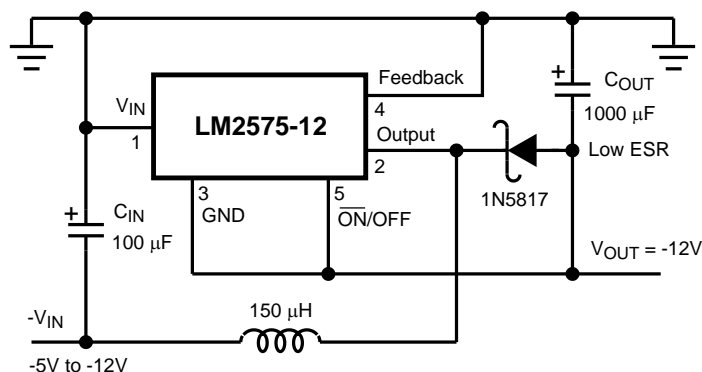 Feedback
4
+
C_OUT
1000 μF
V_IN
1
LM2575-12
Output
2
Low ESR
1N5817
3
GND
5
ON/OFF
+
C_IN
100 μF
V_OUT = -12V
150 μH
-V_IN
-5V to -12V